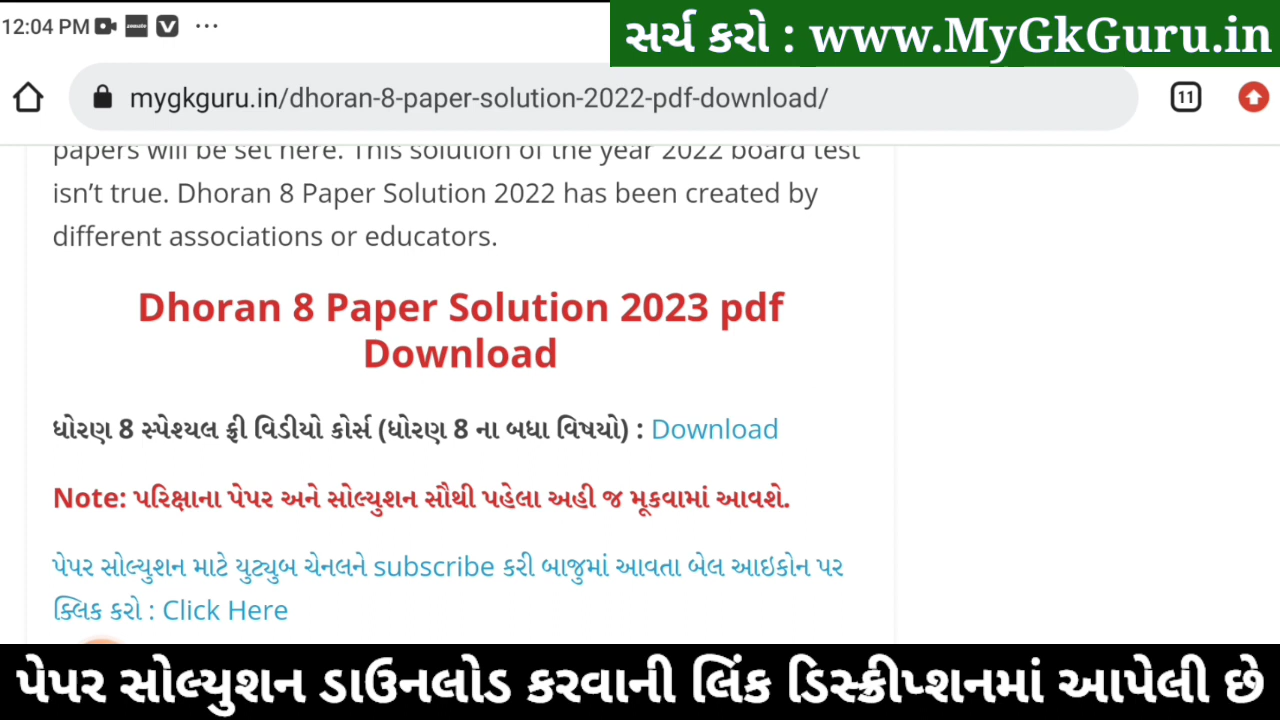 સર્ચ કરો : www.MyGkGuru.in
12:04 PM
mygkguru.in/dhoran-8-paper-solution-2022-pdf-download/
11
papers will be set here. This solution of the year 2022 board test
isn’t true. Dhoran 8 Paper Solution 2022 has been created by
different associations or educators.
Dhoran 8 Paper Solution 2023 pdf
Download
ધોરણ 8 સ્પેશ્યલ ફ્રી વિડીયો કોર્સ (ધોરણ 8 ના બધા વિષયો) : Download
Note: પરિક્ષાના પેપર અને સોલ્યુશન સૌથી પહેલા અહી જ મૂકવામાં આવશે.
પેપર સોલ્યુશન માટે યુટ્યુબ ચેનલને subscribe કરી બાજુમાં આવતા બેલ આઇકોન પર
ક્લિક કરો : Click Here
પેપર સોલ્યુશન ડાઉનલોડ કરવાની લિંક ડિસ્ક્રીપ્શનમાં આપેલી છે